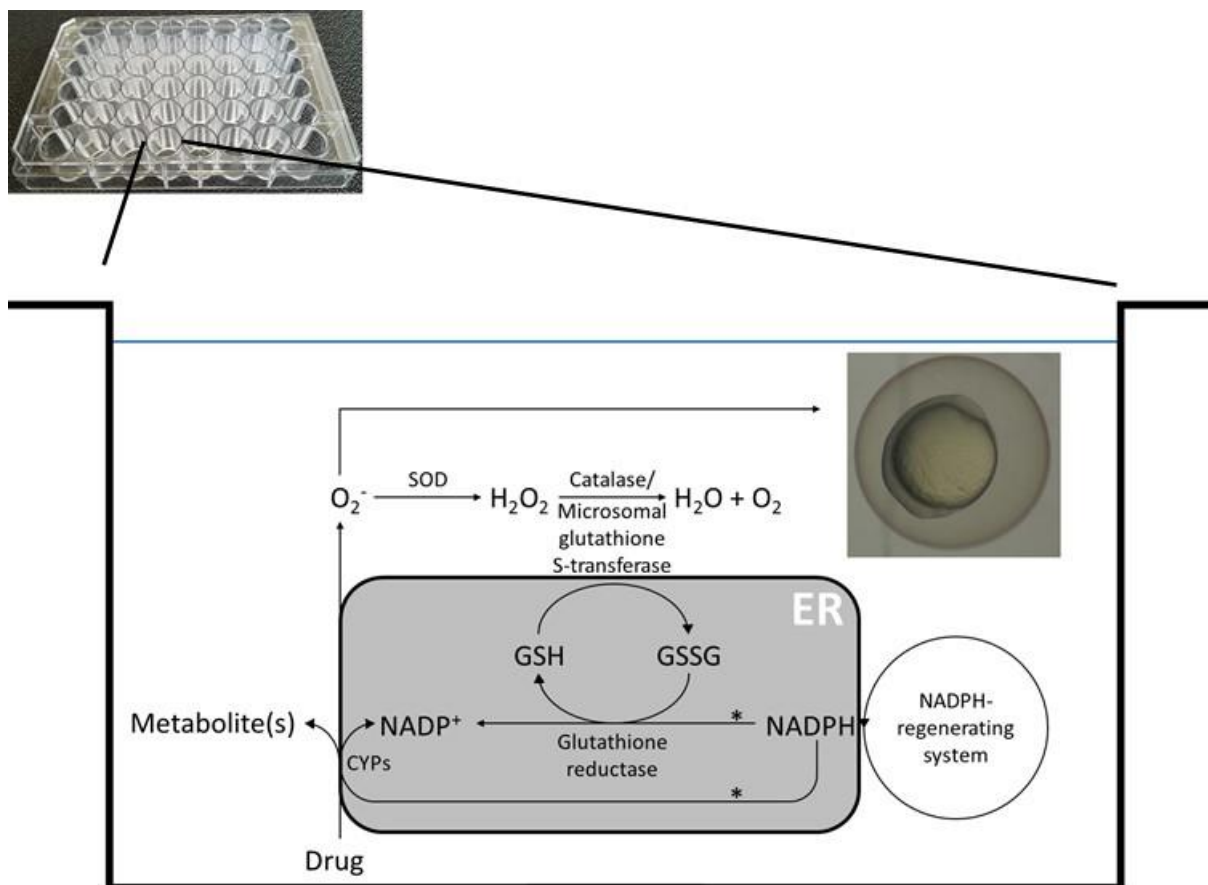 SOD
Catalase/
O₂⁻
H₂O₂
H₂O + O₂
Microsomal
glutathione
S-transferase
ER
GSH
GSSG
NADPH-
regenerating
system
Metabolite(s)
NADP⁺
*
NADPH
CYPs
Glutathione
reductase
*
Drug